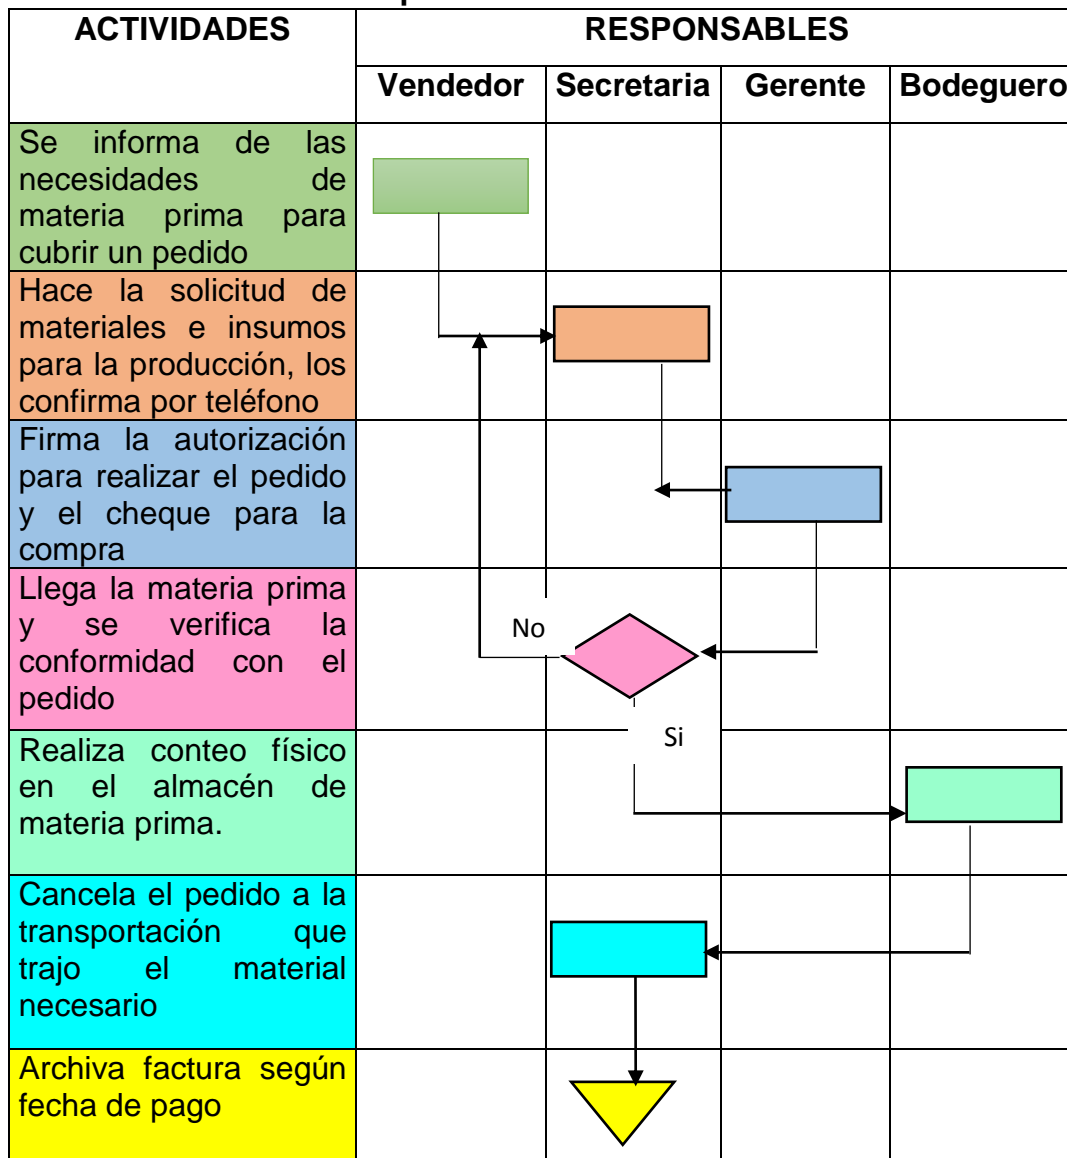 ACTIVIDADES
RESPONSABLES
Vendedor
Secretaria
Gerente
Bodeguero
Se informa de las
necesidades de
materia prima para
cubrir un pedido
Hace la solicitud de
materiales e insumos
para la producción, los
confirma por teléfono
Firma la autorización
para realizar el pedido
y el cheque para la
compra
Llega la materia prima
y se verifica la
conformidad con el
pedido
No
Si
Realiza conteo físico
en el almacén de
materia prima.
Cancela el pedido a la
transportación que
trajo el material
necesario
Archiva factura según
fecha de pago